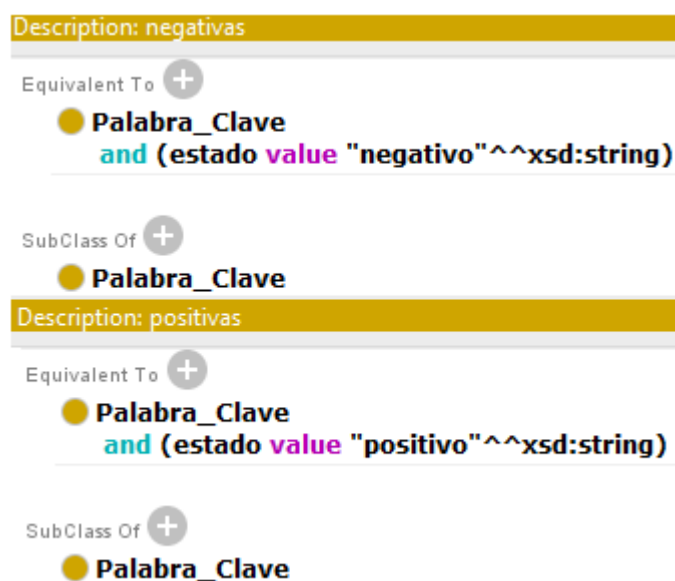 Description: negativas
Equivalent To
Palabra_Clave
and (estado value "negativo"^^xsd:string)
SubClass Of
Palabra_Clave
Description: positivas
Equivalent To
Palabra_Clave
and (estado value "positivo"^^xsd:string)
SubClass Of
Palabra_Clave